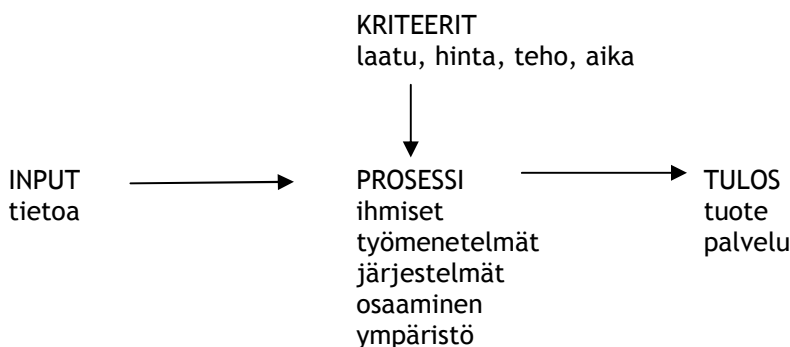 KRITEERIT
laatu, hinta, teho, aika
INPUT
tietoa
PROSESSI
ihmiset
työmenetelmät
järjestelmät
osaaminen
ympäristö
TULOS
tuote
palvelu